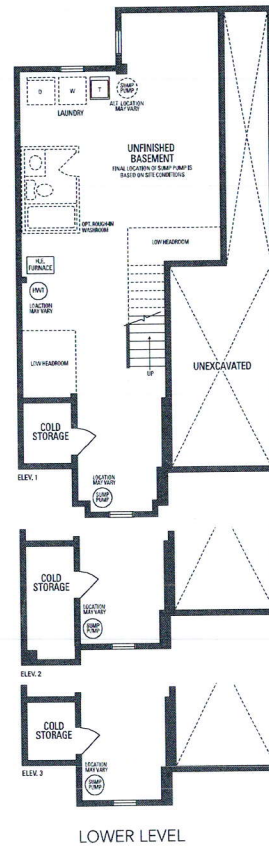 D
W
T
SUMP
PUMP
LAUNDRY
ALT. LOCATION
MAY VARY
UNFINISHED
BASEMENT
FINAL LOCATION OF SUMP PUMP IS
BASED ON SITE CONDITIONS.
OPT. ROUGH-IN
WASHROOM
LOW HEADROOM
H.E.
FURNACE
HWT
LOACTION
MAY VARY
LOW HEADROOM
UP
UNEXCAVATED
COLD
STORAGE
LOCATION
MAY VARY
SUMP
PUMP
ELEV. 1
COLD
STORAGE
LOCATION
MAY VARY
SUMP
PUMP
ELEV. 2
COLD
STORAGE
LOCATION
MAY VARY
SUMP
PUMP
ELEV. 3
LOWER LEVEL